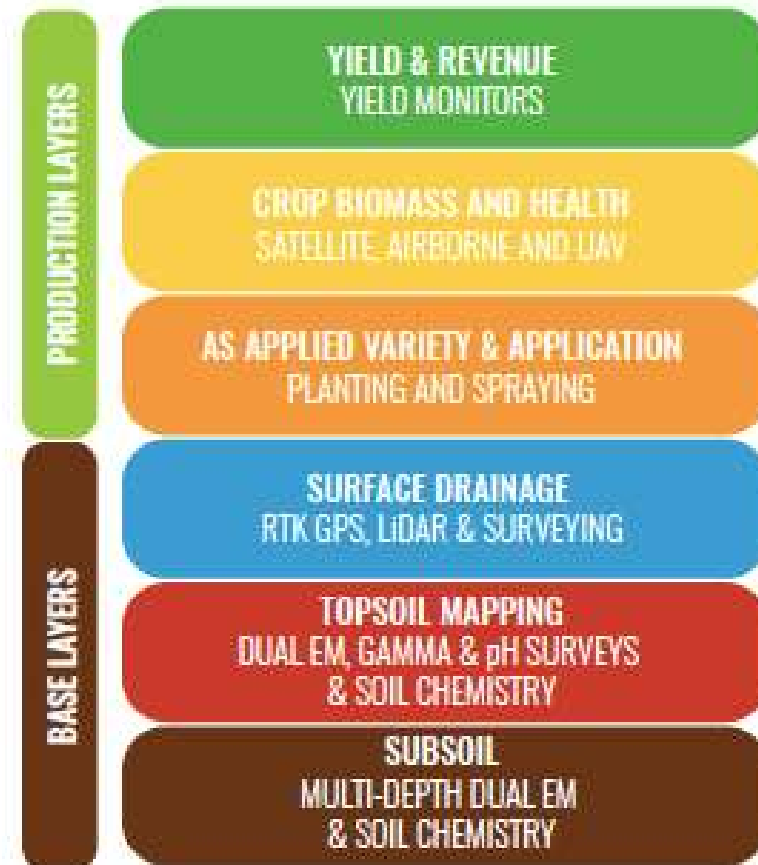 PRODUCTION LAYERS
YIELD & REVENUE
YIELD MONITORS
CROP BIOMASS AND HEALTH
SATELLITE, AIRBORNE AND UAV
AS APPLIED VARIETY & APPLICATION
PLANTING AND SPRAYING
BASE LAYERS
SURFACE DRAINAGE
RTK GPS, LiDAR & SURVEYING
TOPSOIL MAPPING
DUAL EM, GAMMA & pH SURVEYS
& SOIL CHEMISTRY
SUBSOIL
MULTI-DEPTH DUAL EM
& SOIL CHEMISTRY